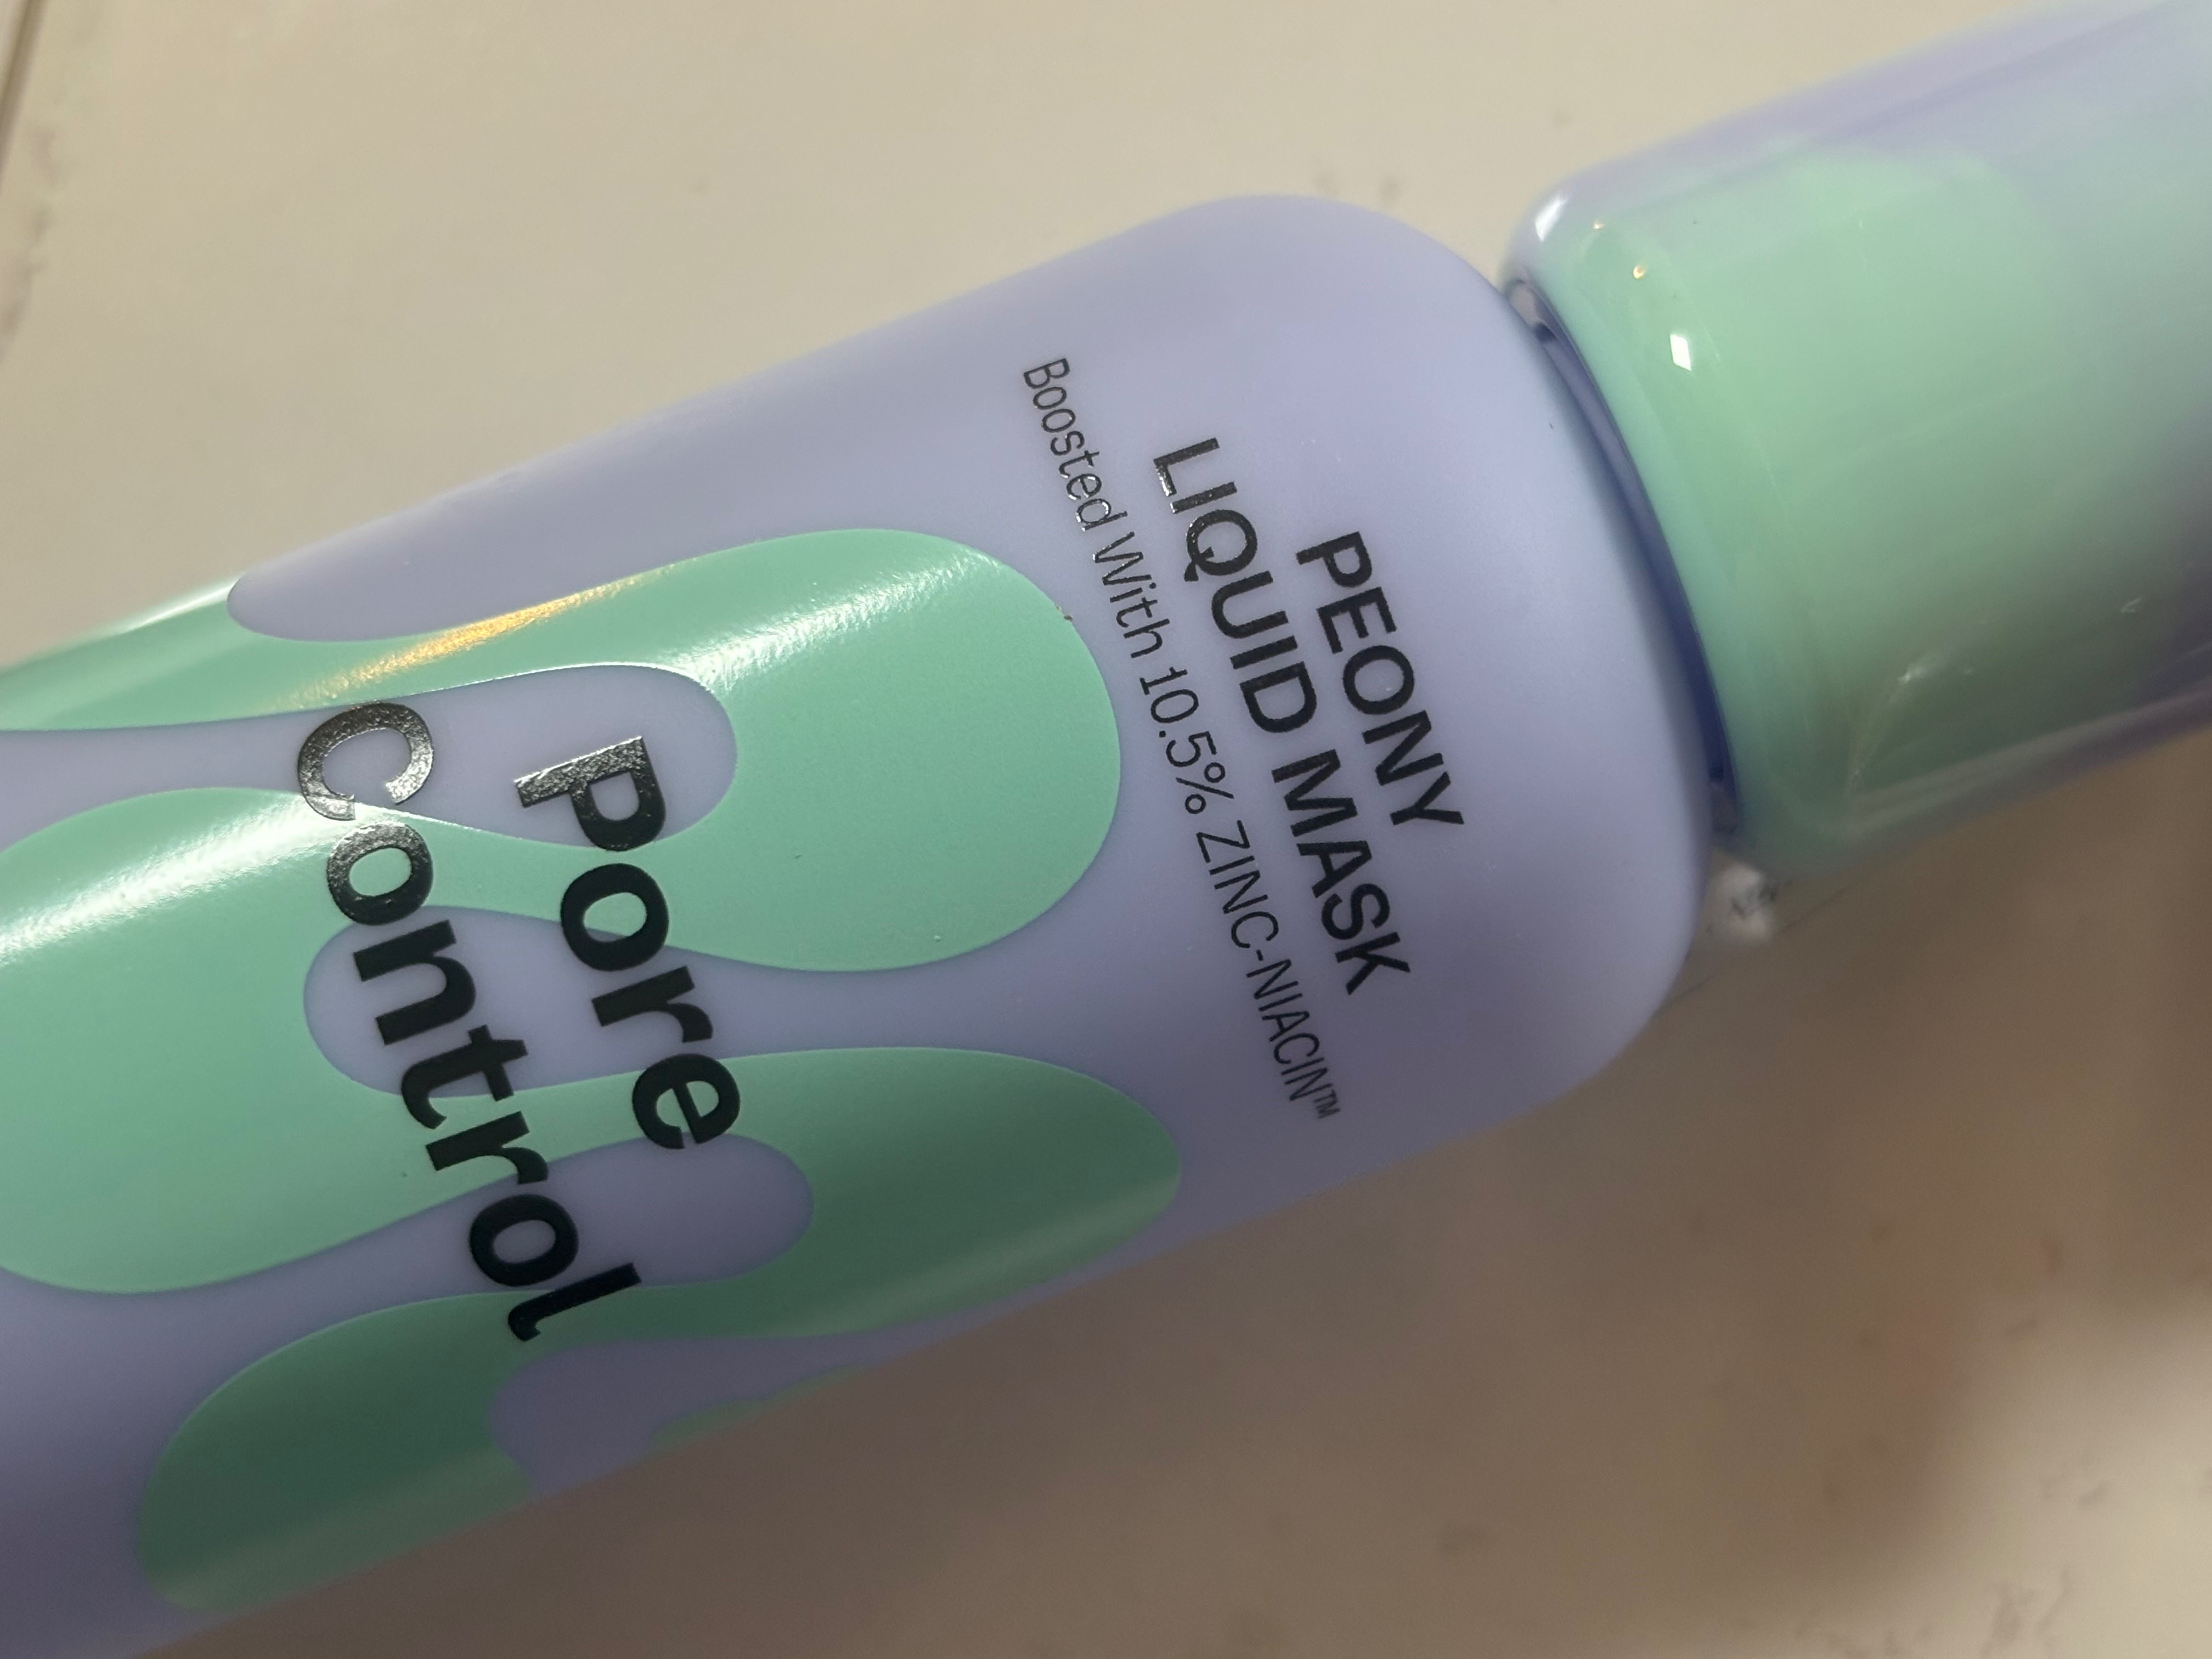 PEONY
LIQUID MASK
Boosted With 10.5% ZINC-NIACIN™
Pore
Control